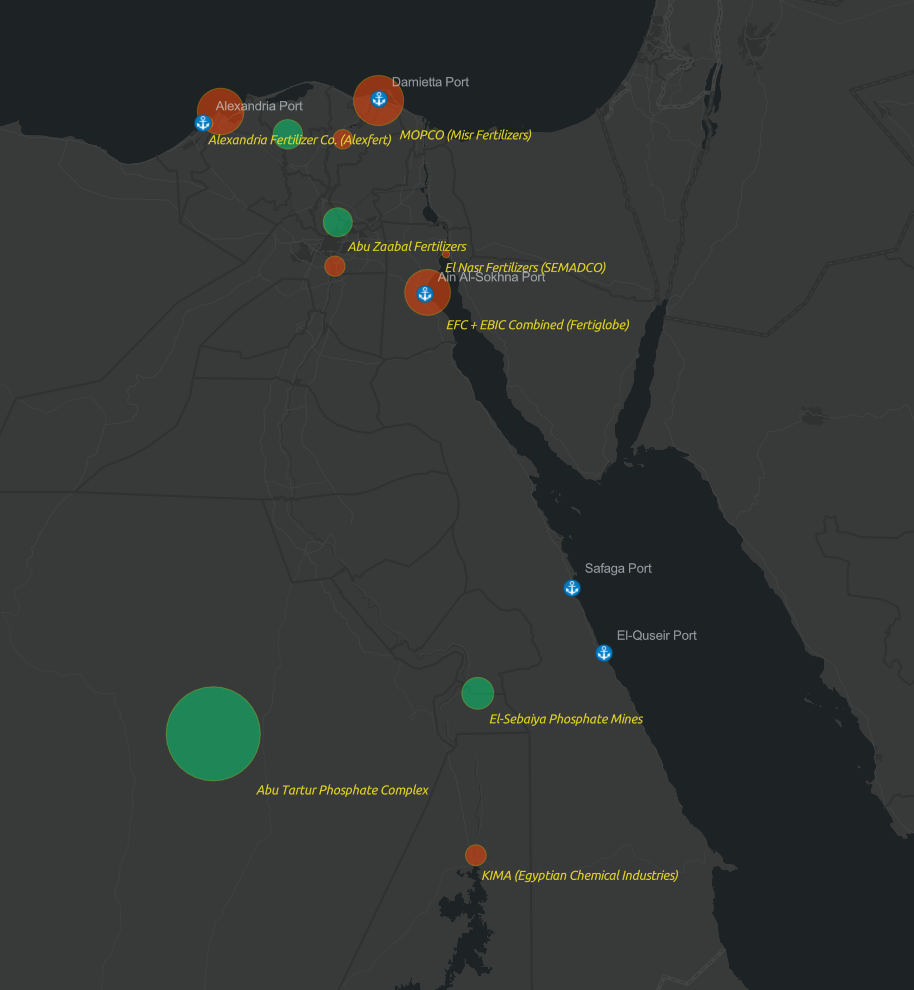 Damietta Port
Alexandria Port
MOPCO (Misr Fertilizers)
Alexandria Fertilizer Co. (Alexfert)
Abu Zaabal Fertilizers
El Nasr Fertilizers (SEMADCO)
Ain Al-Sokhna Port
EFC + EBIC Combined (Fertiglobe)
Safaga Port
El-Quseir Port
El-Sebaiya Phosphate Mines
Abu Tartur Phosphate Complex
KIMA (Egyptian Chemical Industries)